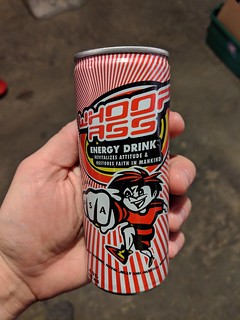 WHOOP
ASS
ENERGY DRINK
REVITALIZES ATTITUDE &
RESTORES FAITH IN MANKIND
S A